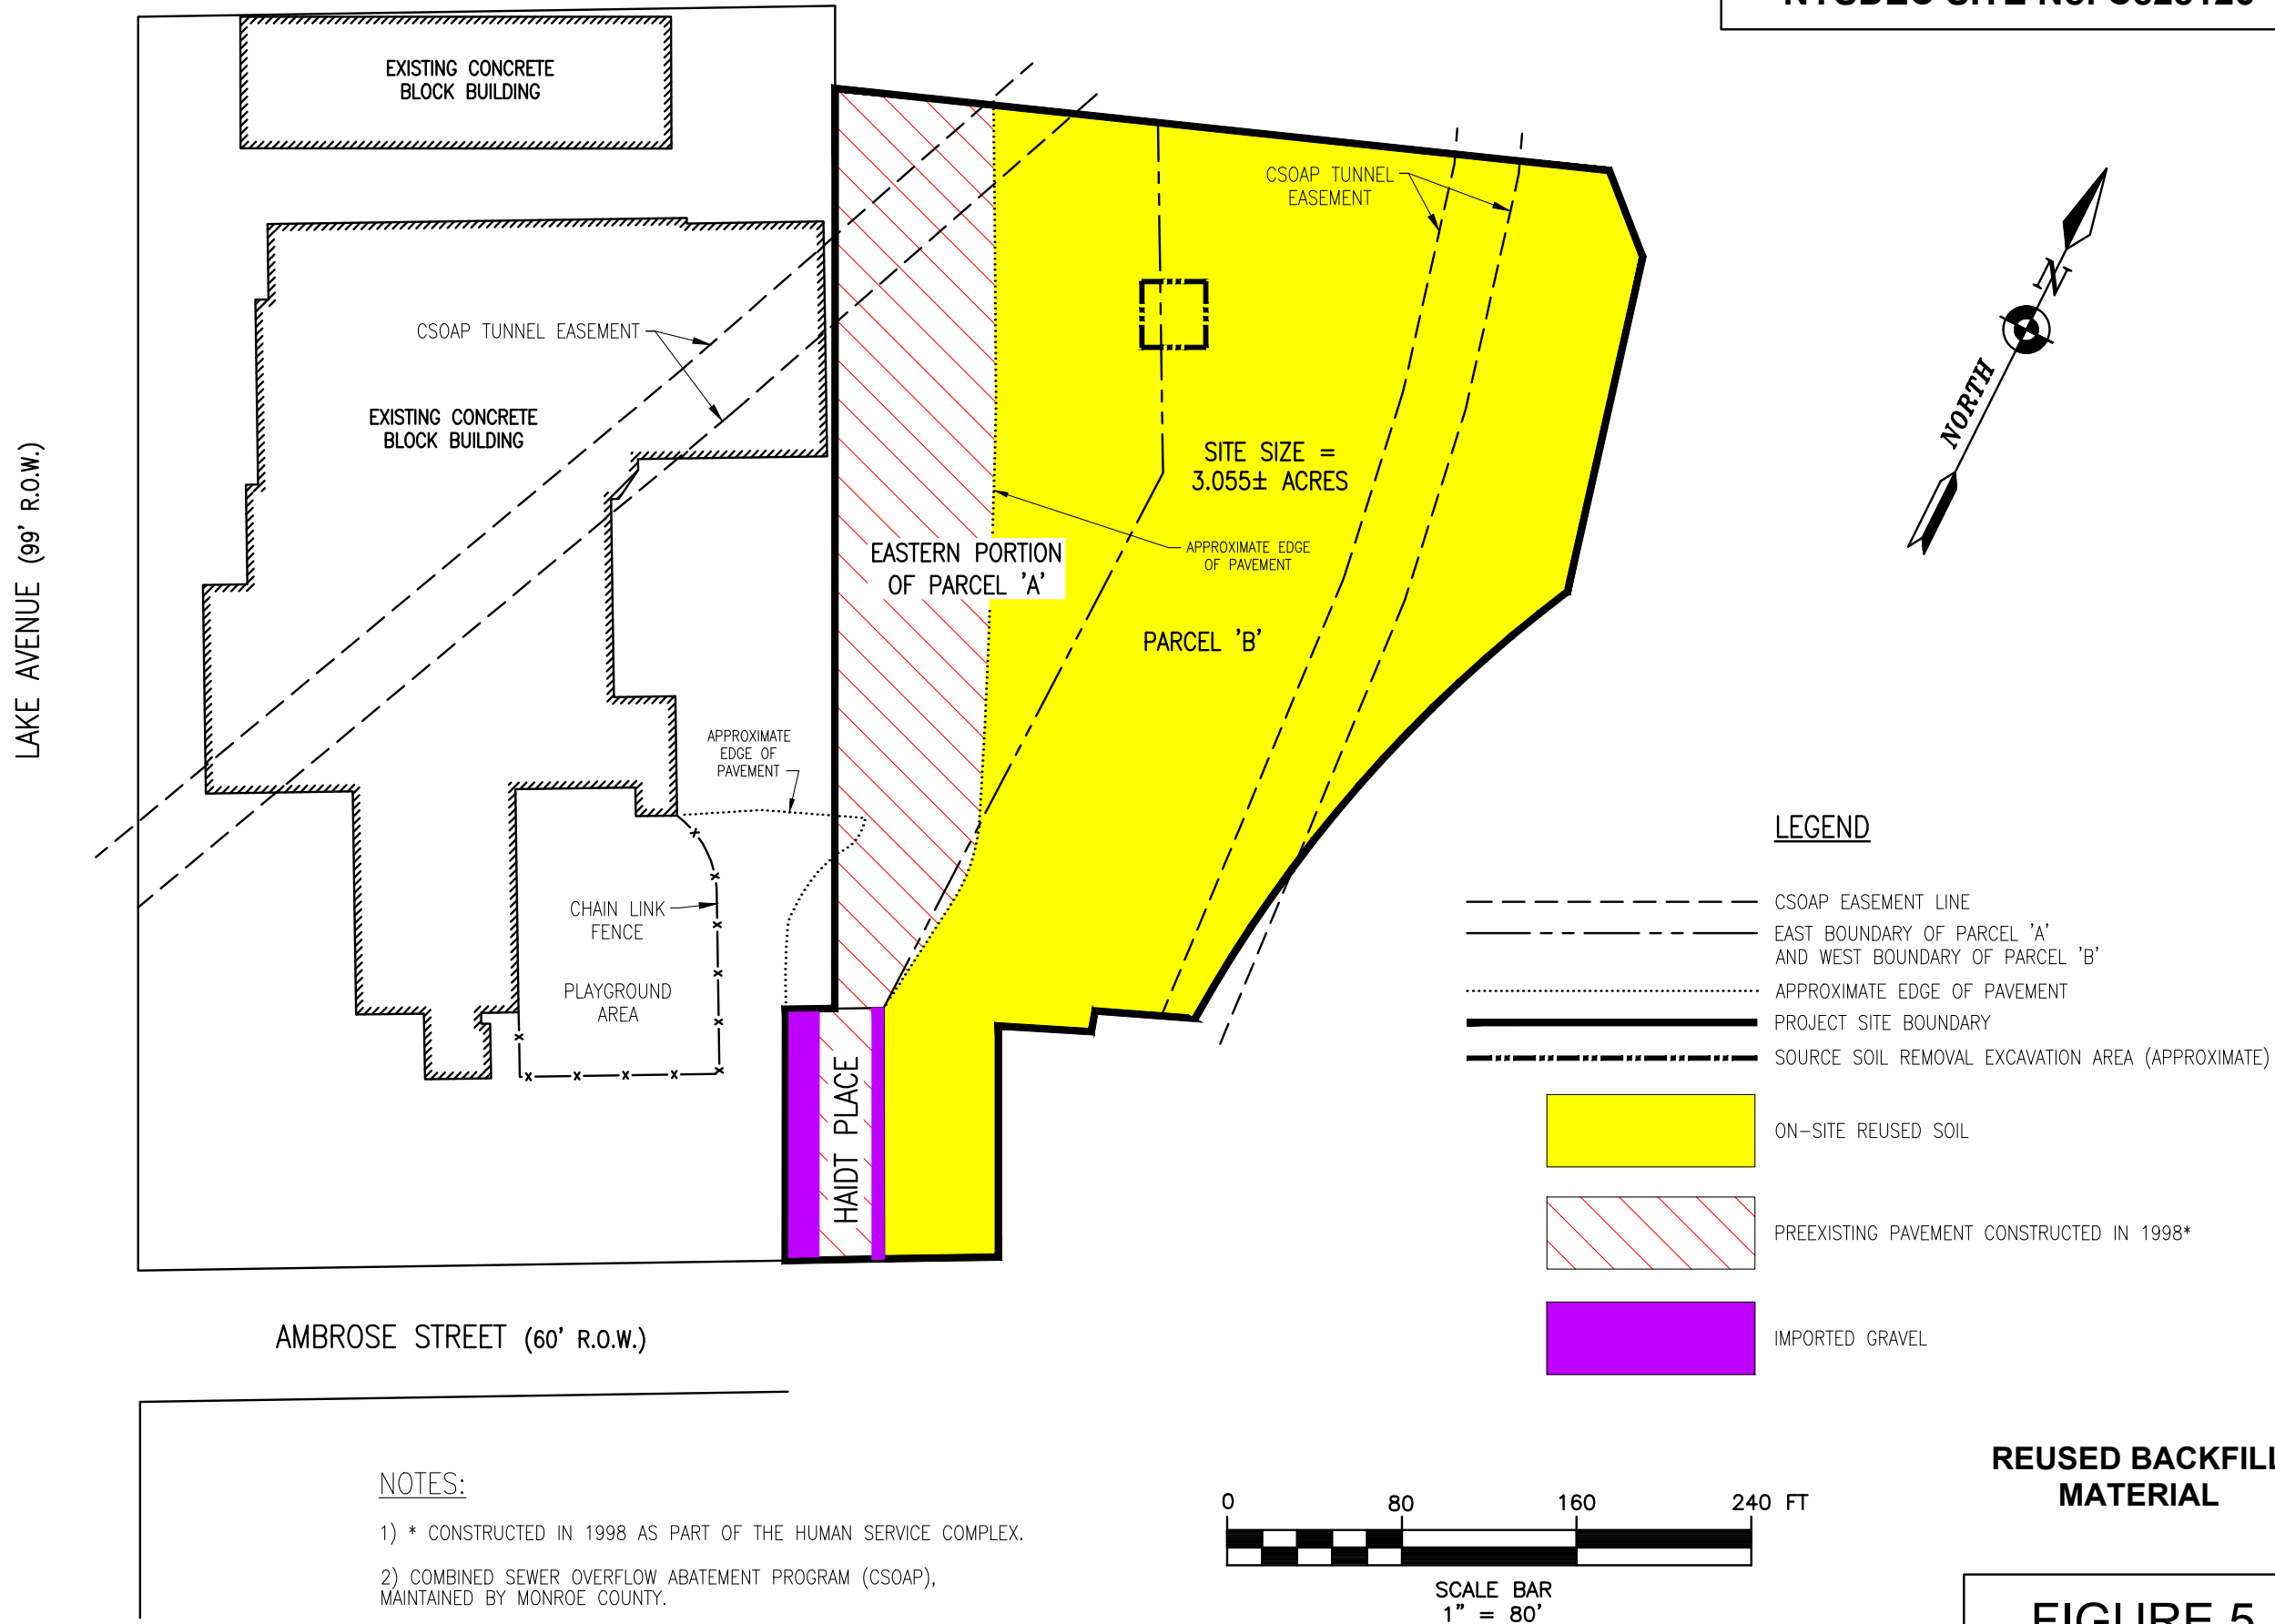 EXISTING CONCRETE
BLOCK BUILDING
CSOAP TUNNEL
EASEMENT
CSOAP TUNNEL EASEMENT
EXISTING CONCRETE
BLOCK BUILDING
LAKE AVENUE (99' R.O.W.)
N
NORTH
SITE SIZE =
3.055± ACRES
EASTERN PORTION
OF PARCEL 'A'
APPROXIMATE EDGE
OF PAVEMENT
PARCEL 'B'
APPROXIMATE
EDGE OF
PAVEMENT
CHAIN LINK
FENCE
PLAYGROUND
AREA
HAIDT PLACE
AMBROSE STREET (60' R.O.W.)
LEGEND
CSOAP EASEMENT LINE
EAST BOUNDARY OF PARCEL 'A'
AND WEST BOUNDARY OF PARCEL 'B'
APPROXIMATE EDGE OF PAVEMENT
PROJECT SITE BOUNDARY
SOURCE SOIL REMOVAL EXCAVATION AREA (APPROXIMATE)
ON-SITE REUSED SOIL
PREEXISTING PAVEMENT CONSTRUCTED IN 1998*
IMPORTED GRAVEL
NOTES:
1) * CONSTRUCTED IN 1998 AS PART OF THE HUMAN SERVICE COMPLEX.
2) COMBINED SEWER OVERFLOW ABATEMENT PROGRAM (CSOAP),
MAINTAINED BY MONROE COUNTY.
0 80 160 240 FT
SCALE BAR
1" = 80'
REUSED BACKFILL
MATERIAL
FIGURE 5